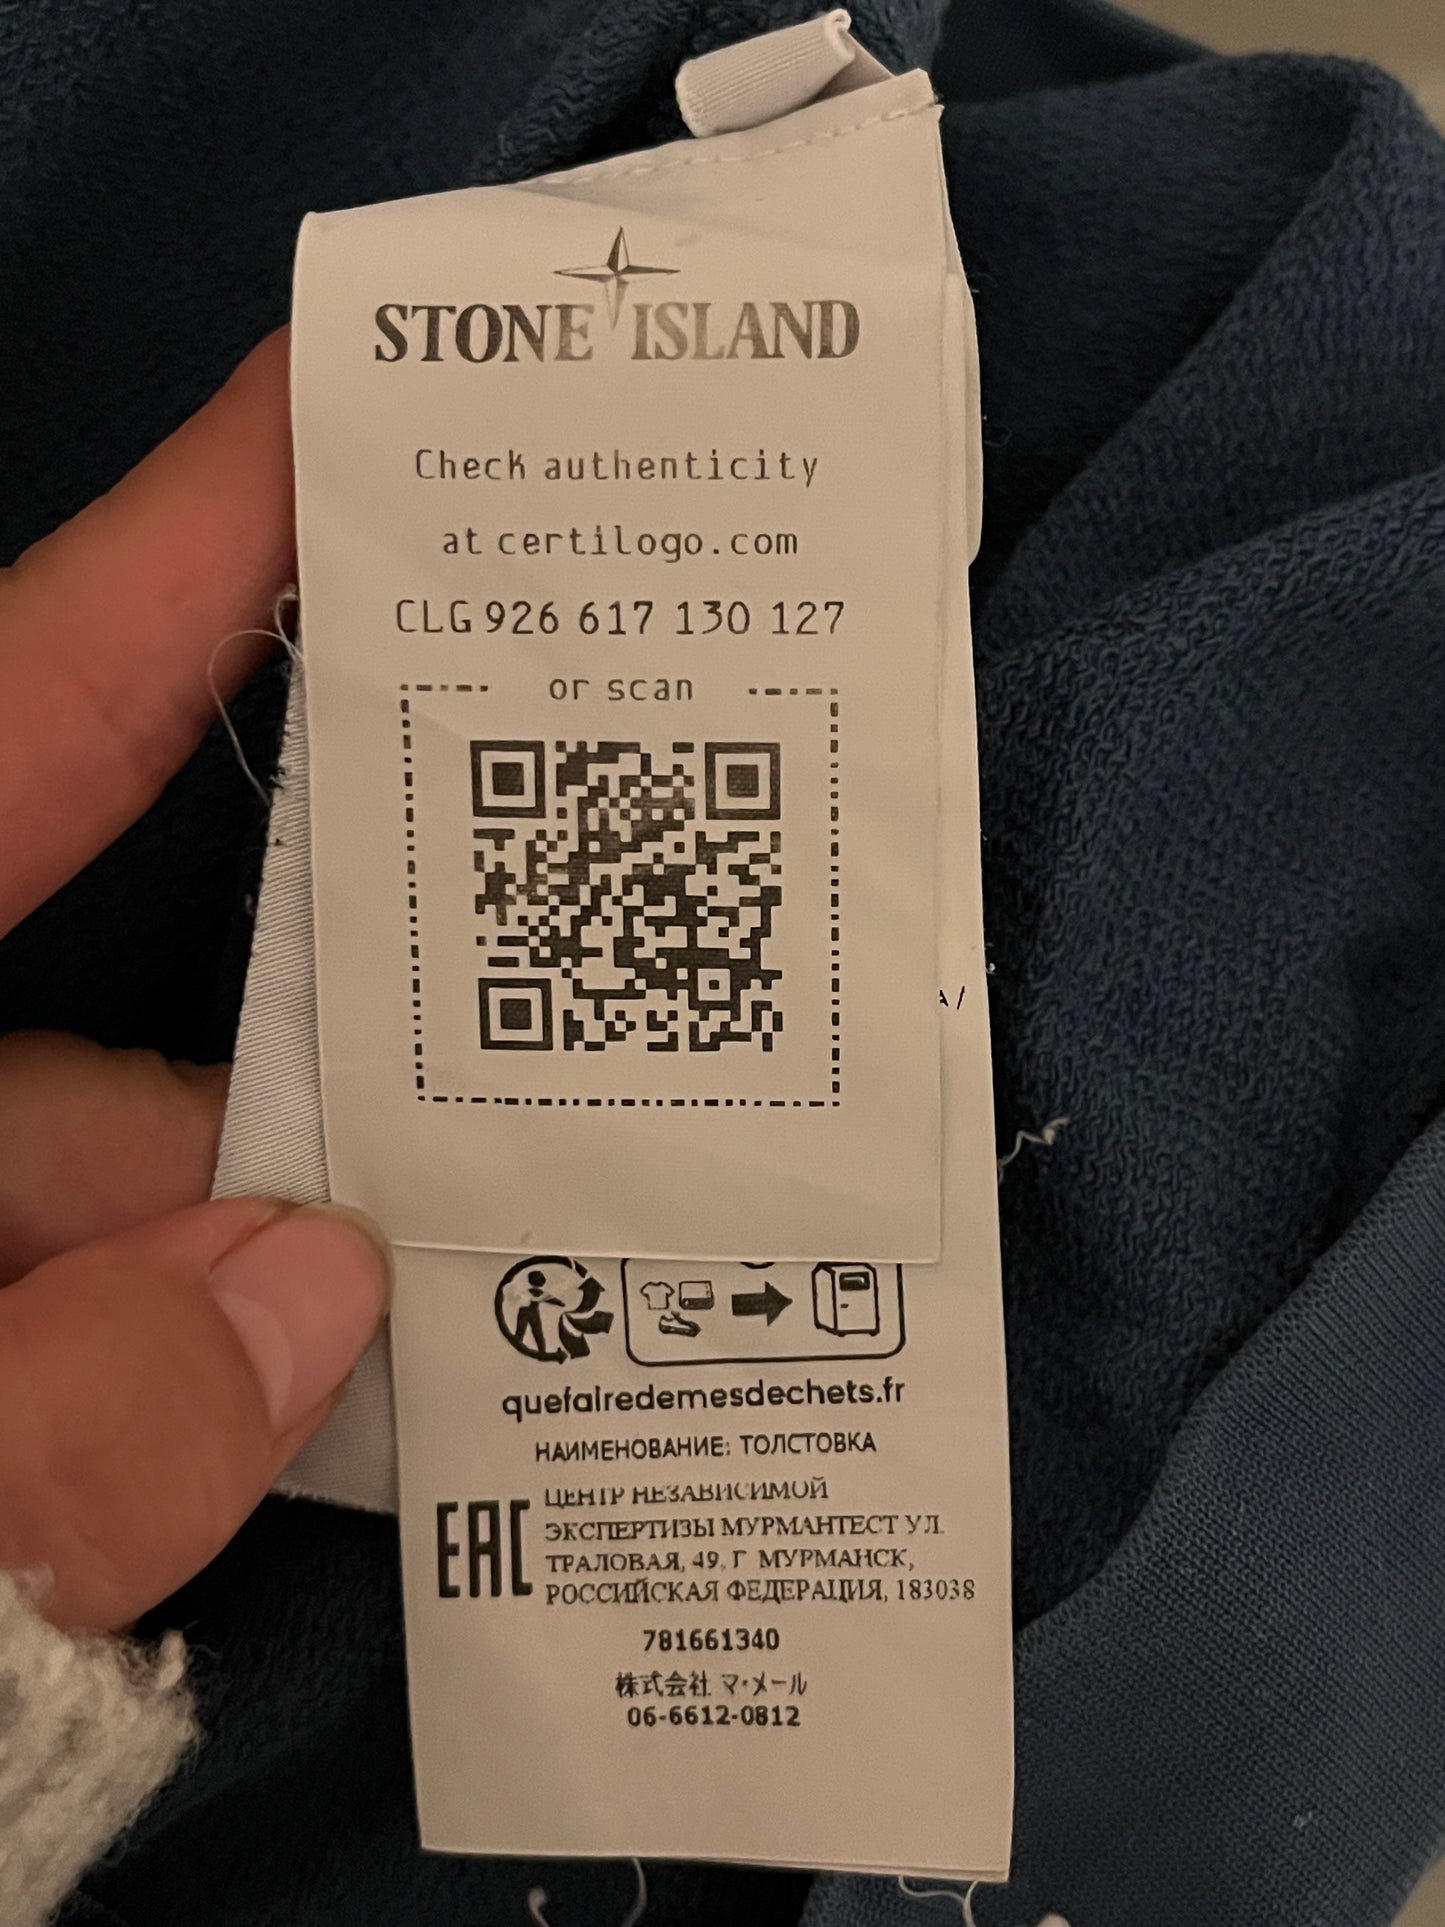 STONE ISLAND
Check authenticity
at certilogo.com
CLG 926 617 130 127
or scan
A/
quefairedemesdechets.fr
НАИМЕНОВАНИЕ: ТОЛСТОВКА
EAC
ЦЕНТР НЕЗАВИСИМОЙ
ЭКСПЕРТИЗЫ МУРМАНТЕСТ УЛ.
ТРАЛОВАЯ, 49, Г МУРМАНСК,
РОССИЙСКАЯ ФЕДЕРАЦИЯ, 183038
781661340
株式会社 マ・メール
06-6612-0812